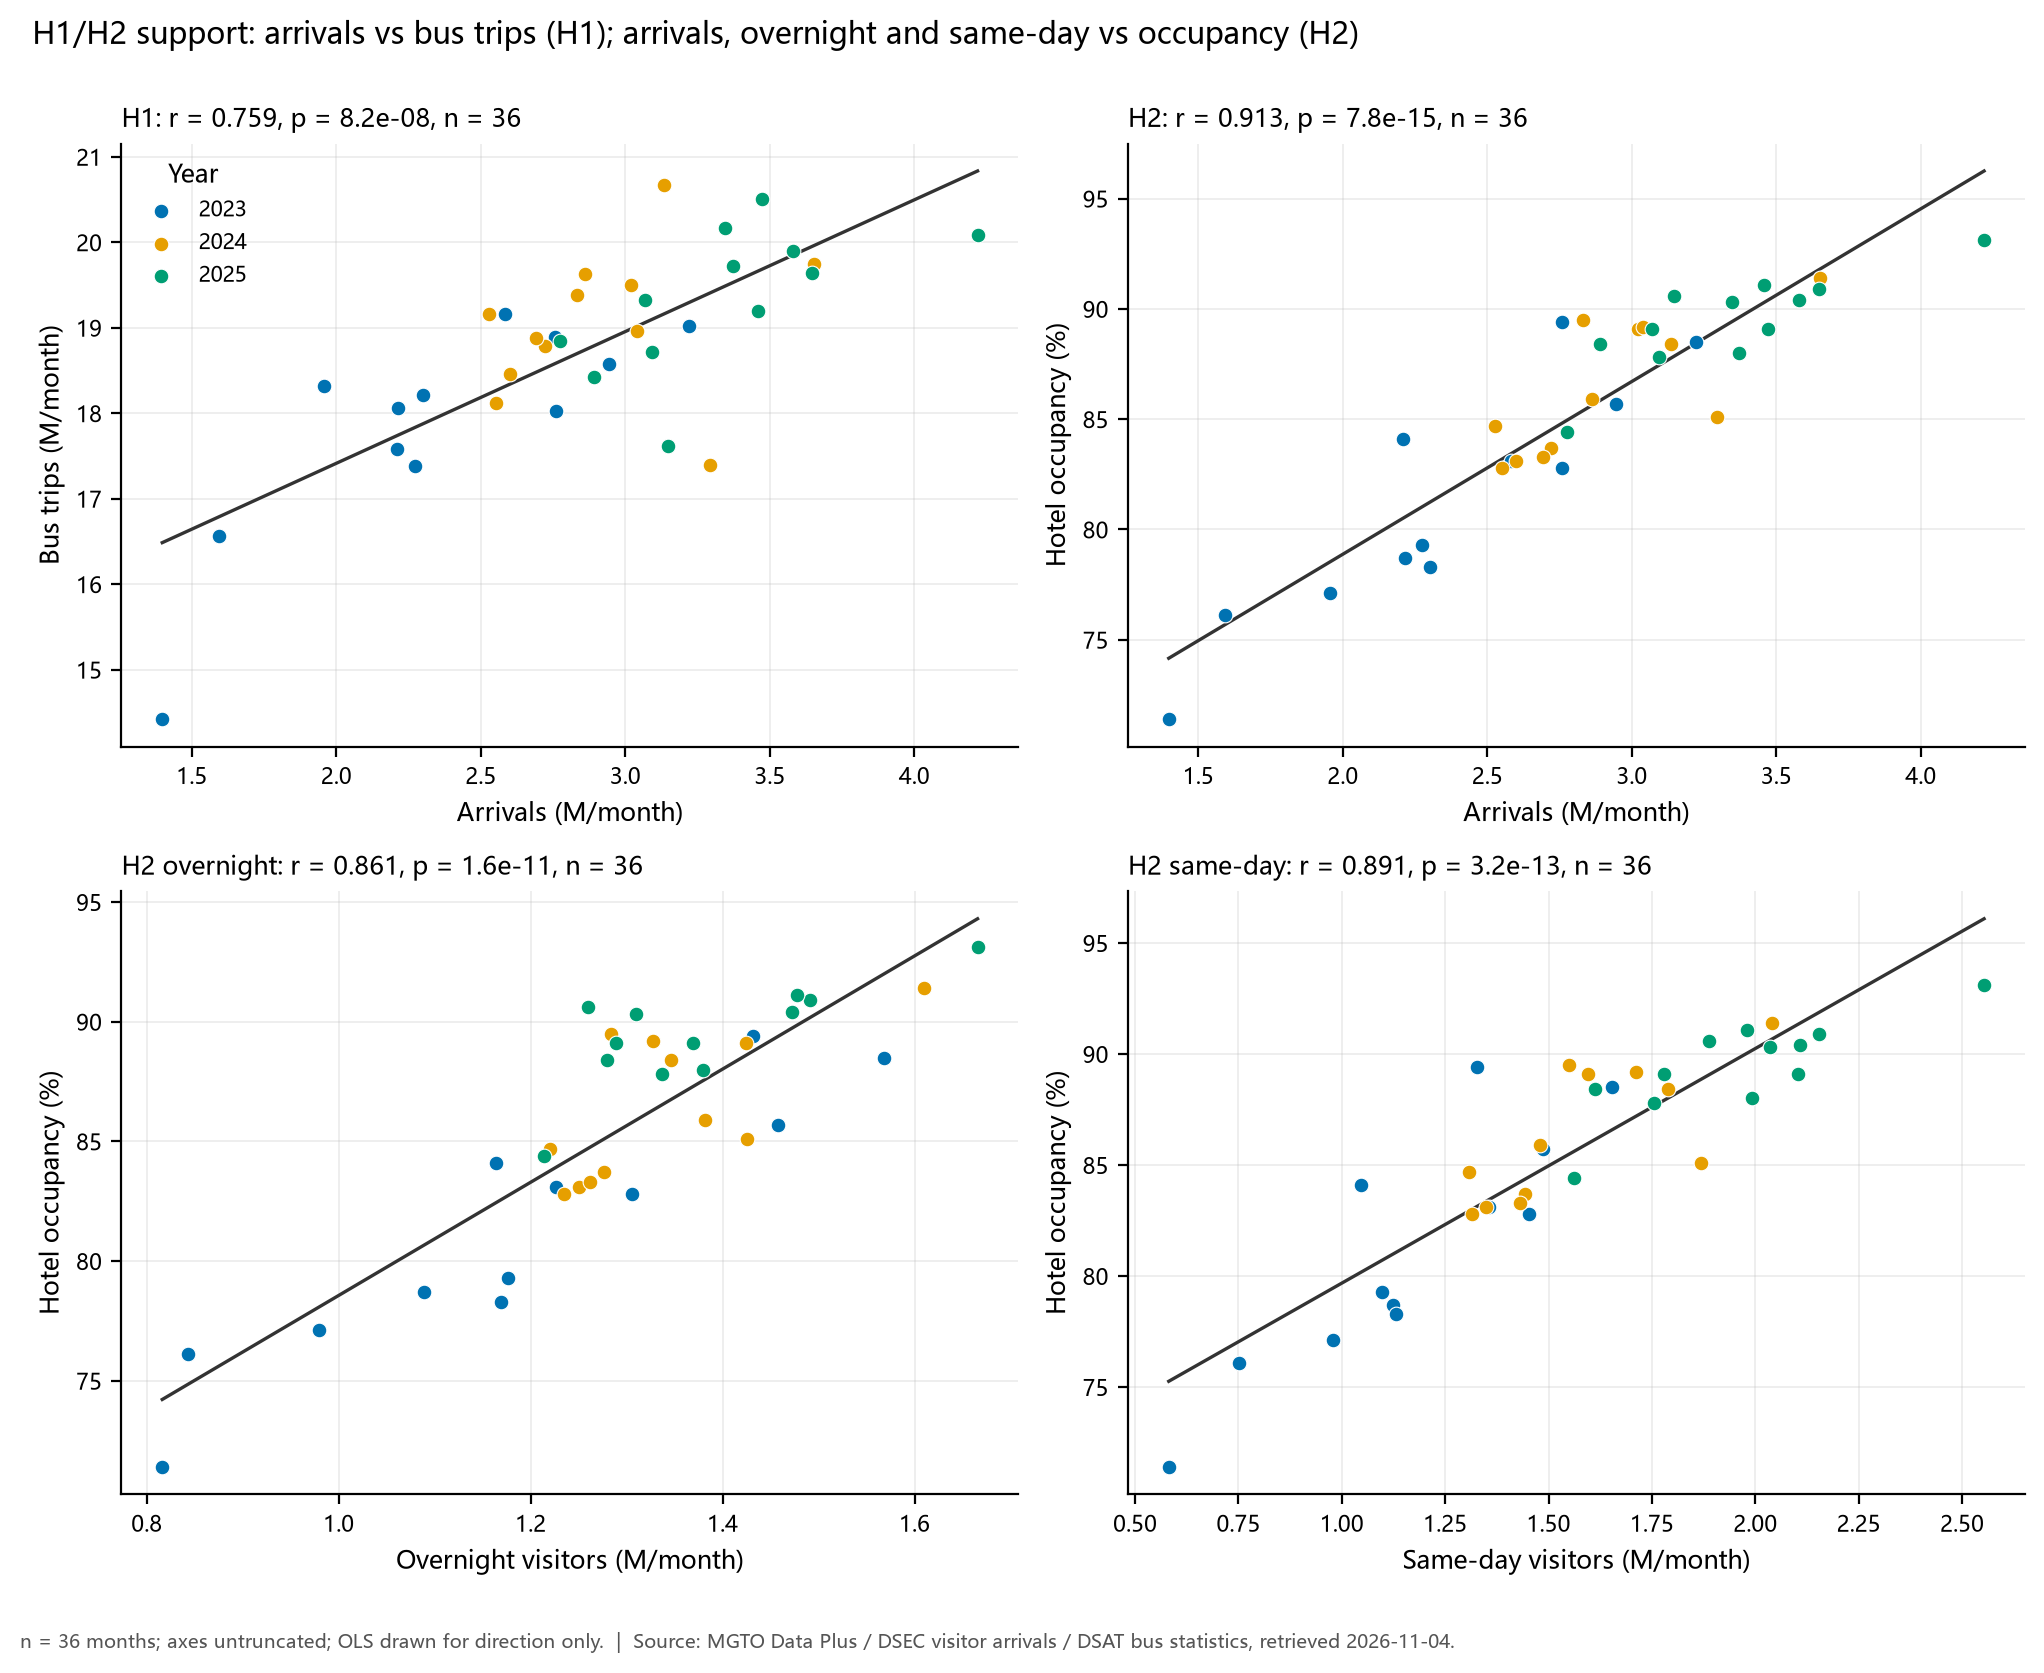 H1/H2 support: arrivals vs bus trips (H1); arrivals, overnight and same-day vs occupancy (H2)
H1: r = 0.759, p = 8.2e-08, n = 36
Year
2023
2024
2025
21
20
19
18
17
16
15
Bus trips (M/month)
1.5 2.0 2.5 3.0 3.5 4.0
Arrivals (M/month)
H2: r = 0.913, p = 7.8e-15, n = 36
95
90
85
80
75
Hotel occupancy (%)
1.5 2.0 2.5 3.0 3.5 4.0
Arrivals (M/month)
H2 overnight: r = 0.861, p = 1.6e-11, n = 36
95
90
85
80
75
Hotel occupancy (%)
0.8 1.0 1.2 1.4 1.6
Overnight visitors (M/month)
H2 same-day: r = 0.891, p = 3.2e-13, n = 36
95
90
85
80
75
Hotel occupancy (%)
0.50 0.75 1.00 1.25 1.50 1.75 2.00 2.25 2.50
Same-day visitors (M/month)
n = 36 months; axes untruncated; OLS drawn for direction only. | Source: MGTO Data Plus / DSEC visitor arrivals / DSAT bus statistics, retrieved 2026-11-04.